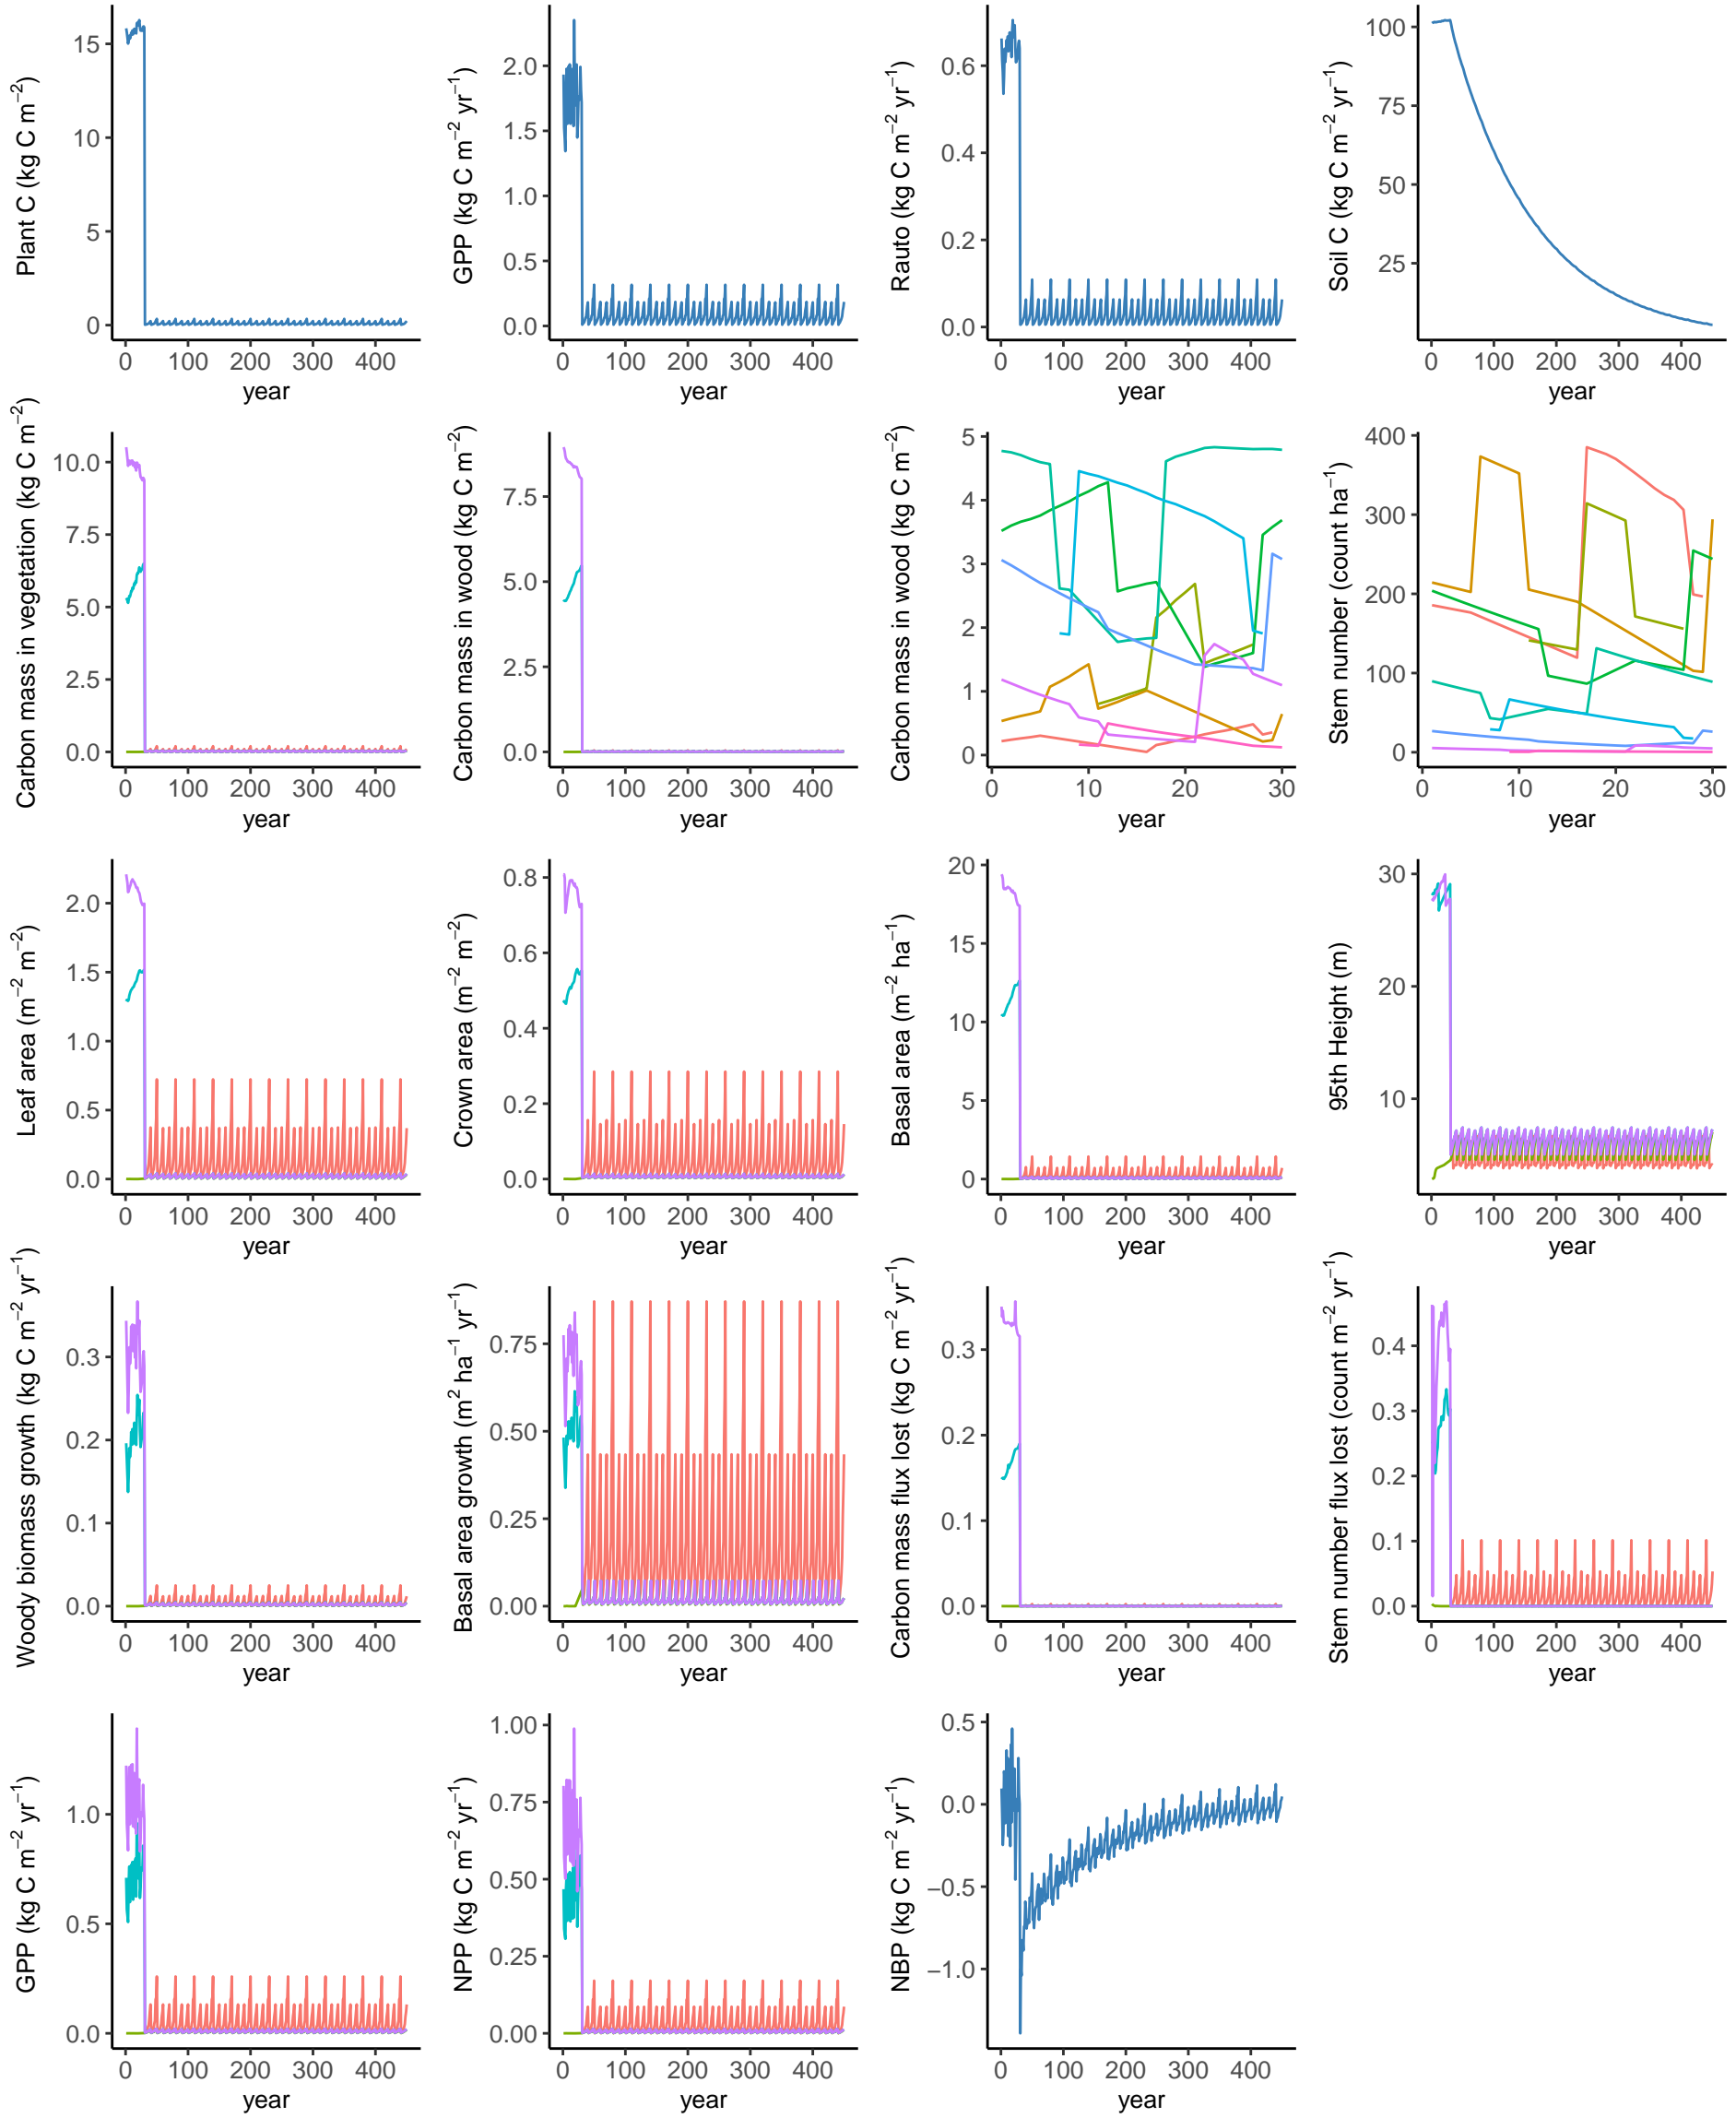 Plant C (kg C m−2)
15
10
5
0
0 100 200 300 400
year
GPP (kg C m−2 yr−1)
2.0
1.5
1.0
0.5
0.0
0 100 200 300 400
year
Rauto (kg C m−2 yr−1)
0.6
0.4
0.2
0.0
0 100 200 300 400
year
Soil C (kg C m−2 yr−1)
100
75
50
25
0 100 200 300 400
year
Carbon mass in vegetation (kg C m−2)
10.0
7.5
5.0
2.5
0.0
0 100 200 300 400
year
Carbon mass in wood (kg C m−2)
7.5
5.0
2.5
0.0
0 100 200 300 400
year
Carbon mass in wood (kg C m−2)
5
4
3
2
1
0
0 10 20 30
year
Stem number (count ha−1)
400
300
200
100
0
0 10 20 30
year
Leaf area (m−2 m−2)
2.0
1.5
1.0
0.5
0.0
0 100 200 300 400
year
Crown area (m−2 m−2)
0.8
0.6
0.4
0.2
0.0
0 100 200 300 400
year
Basal area (m−2 ha−1)
20
15
10
5
0
0 100 200 300 400
year
95th Height (m)
30
20
10
0 100 200 300 400
year
Woody biomass growth (kg C m−2 yr−1)
0.3
0.2
0.1
0.0
0 100 200 300 400
year
Basal area growth (m2 ha−1 yr−1)
0.75
0.50
0.25
0.00
0 100 200 300 400
year
Carbon mass flux lost (kg C m−2 yr−1)
0.3
0.2
0.1
0.0
0 100 200 300 400
year
Stem number flux lost (count m−2 yr−1)
0.4
0.3
0.2
0.1
0.0
0 100 200 300 400
year
GPP (kg C m−2 yr−1)
1.0
0.5
0.0
0 100 200 300 400
year
NPP (kg C m−2 yr−1)
1.00
0.75
0.50
0.25
0.00
0 100 200 300 400
year
NBP (kg C m−2 yr−1)
0.5
0.0
−0.5
−1.0
0 100 200 300 400
year